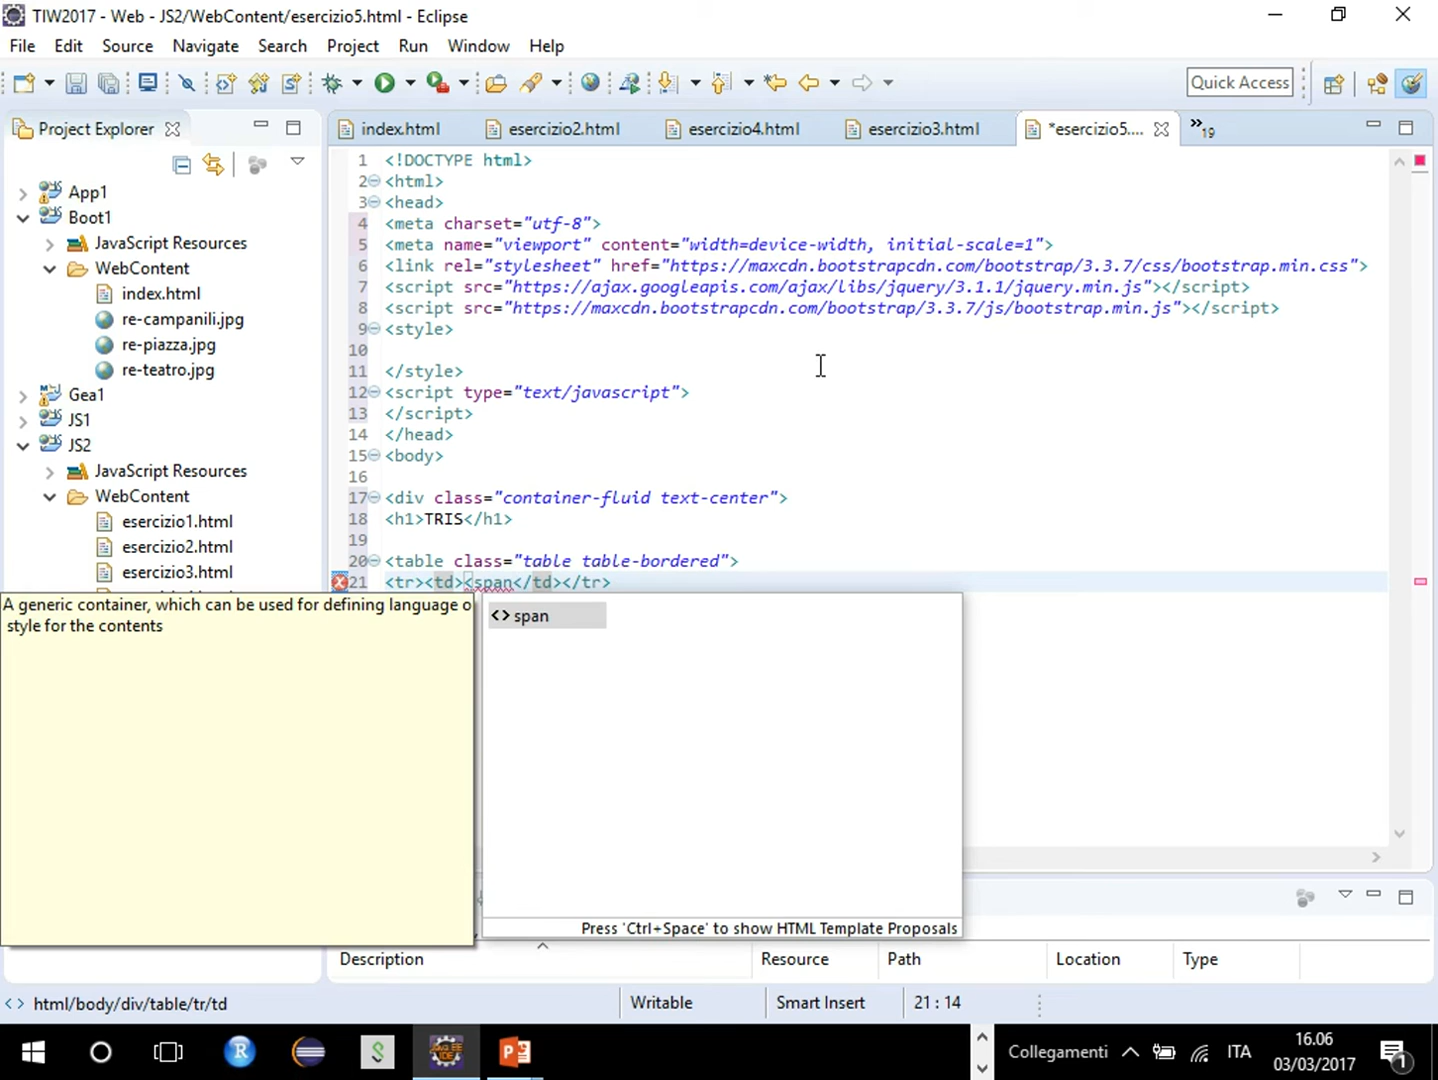 TIW2017 - Web - JS2/WebContent/esercizio5.html - Eclipse
File Edit Source Navigate Search Project Run Window Help
Quick Access
Project Explorer
index.html esercizio2.html esercizio4.html esercizio3.html *esercizio5.... »19
App1
Boot1
JavaScript Resources
WebContent
index.html
re-campanili.jpg
re-piazza.jpg
re-teatro.jpg
Gea1
JS1
JS2
JavaScript Resources
WebContent
esercizio1.html
esercizio2.html
esercizio3.html
1 <!DOCTYPE html>
2 <html>
3 <head>
4 <meta charset="utf-8">
5 <meta name="viewport" content="width=device-width, initial-scale=1">
6 <link rel="stylesheet" href="https://maxcdn.bootstrapcdn.com/bootstrap/3.3.7/css/bootstrap.min.css">
7 <script src="https://ajax.googleapis.com/ajax/libs/jquery/3.1.1/jquery.min.js"></script>
8 <script src="https://maxcdn.bootstrapcdn.com/bootstrap/3.3.7/js/bootstrap.min.js"></script>
9 <style>
10
11 </style>
12 <script type="text/javascript">
13 </script>
14 </head>
15 <body>
16
17 <div class="container-fluid text-center">
18 <h1>TRIS</h1>
19
20 <table class="table table-bordered">
21 <tr><td><span</td></tr>
A generic container, which can be used for defining language o
style for the contents
<> span
Press 'Ctrl+Space' to show HTML Template Proposals
Description Resource Path Location Type
<> html/body/div/table/tr/td Writable Smart Insert 21 : 14
Collegamenti ITA 16.06
03/03/2017 1